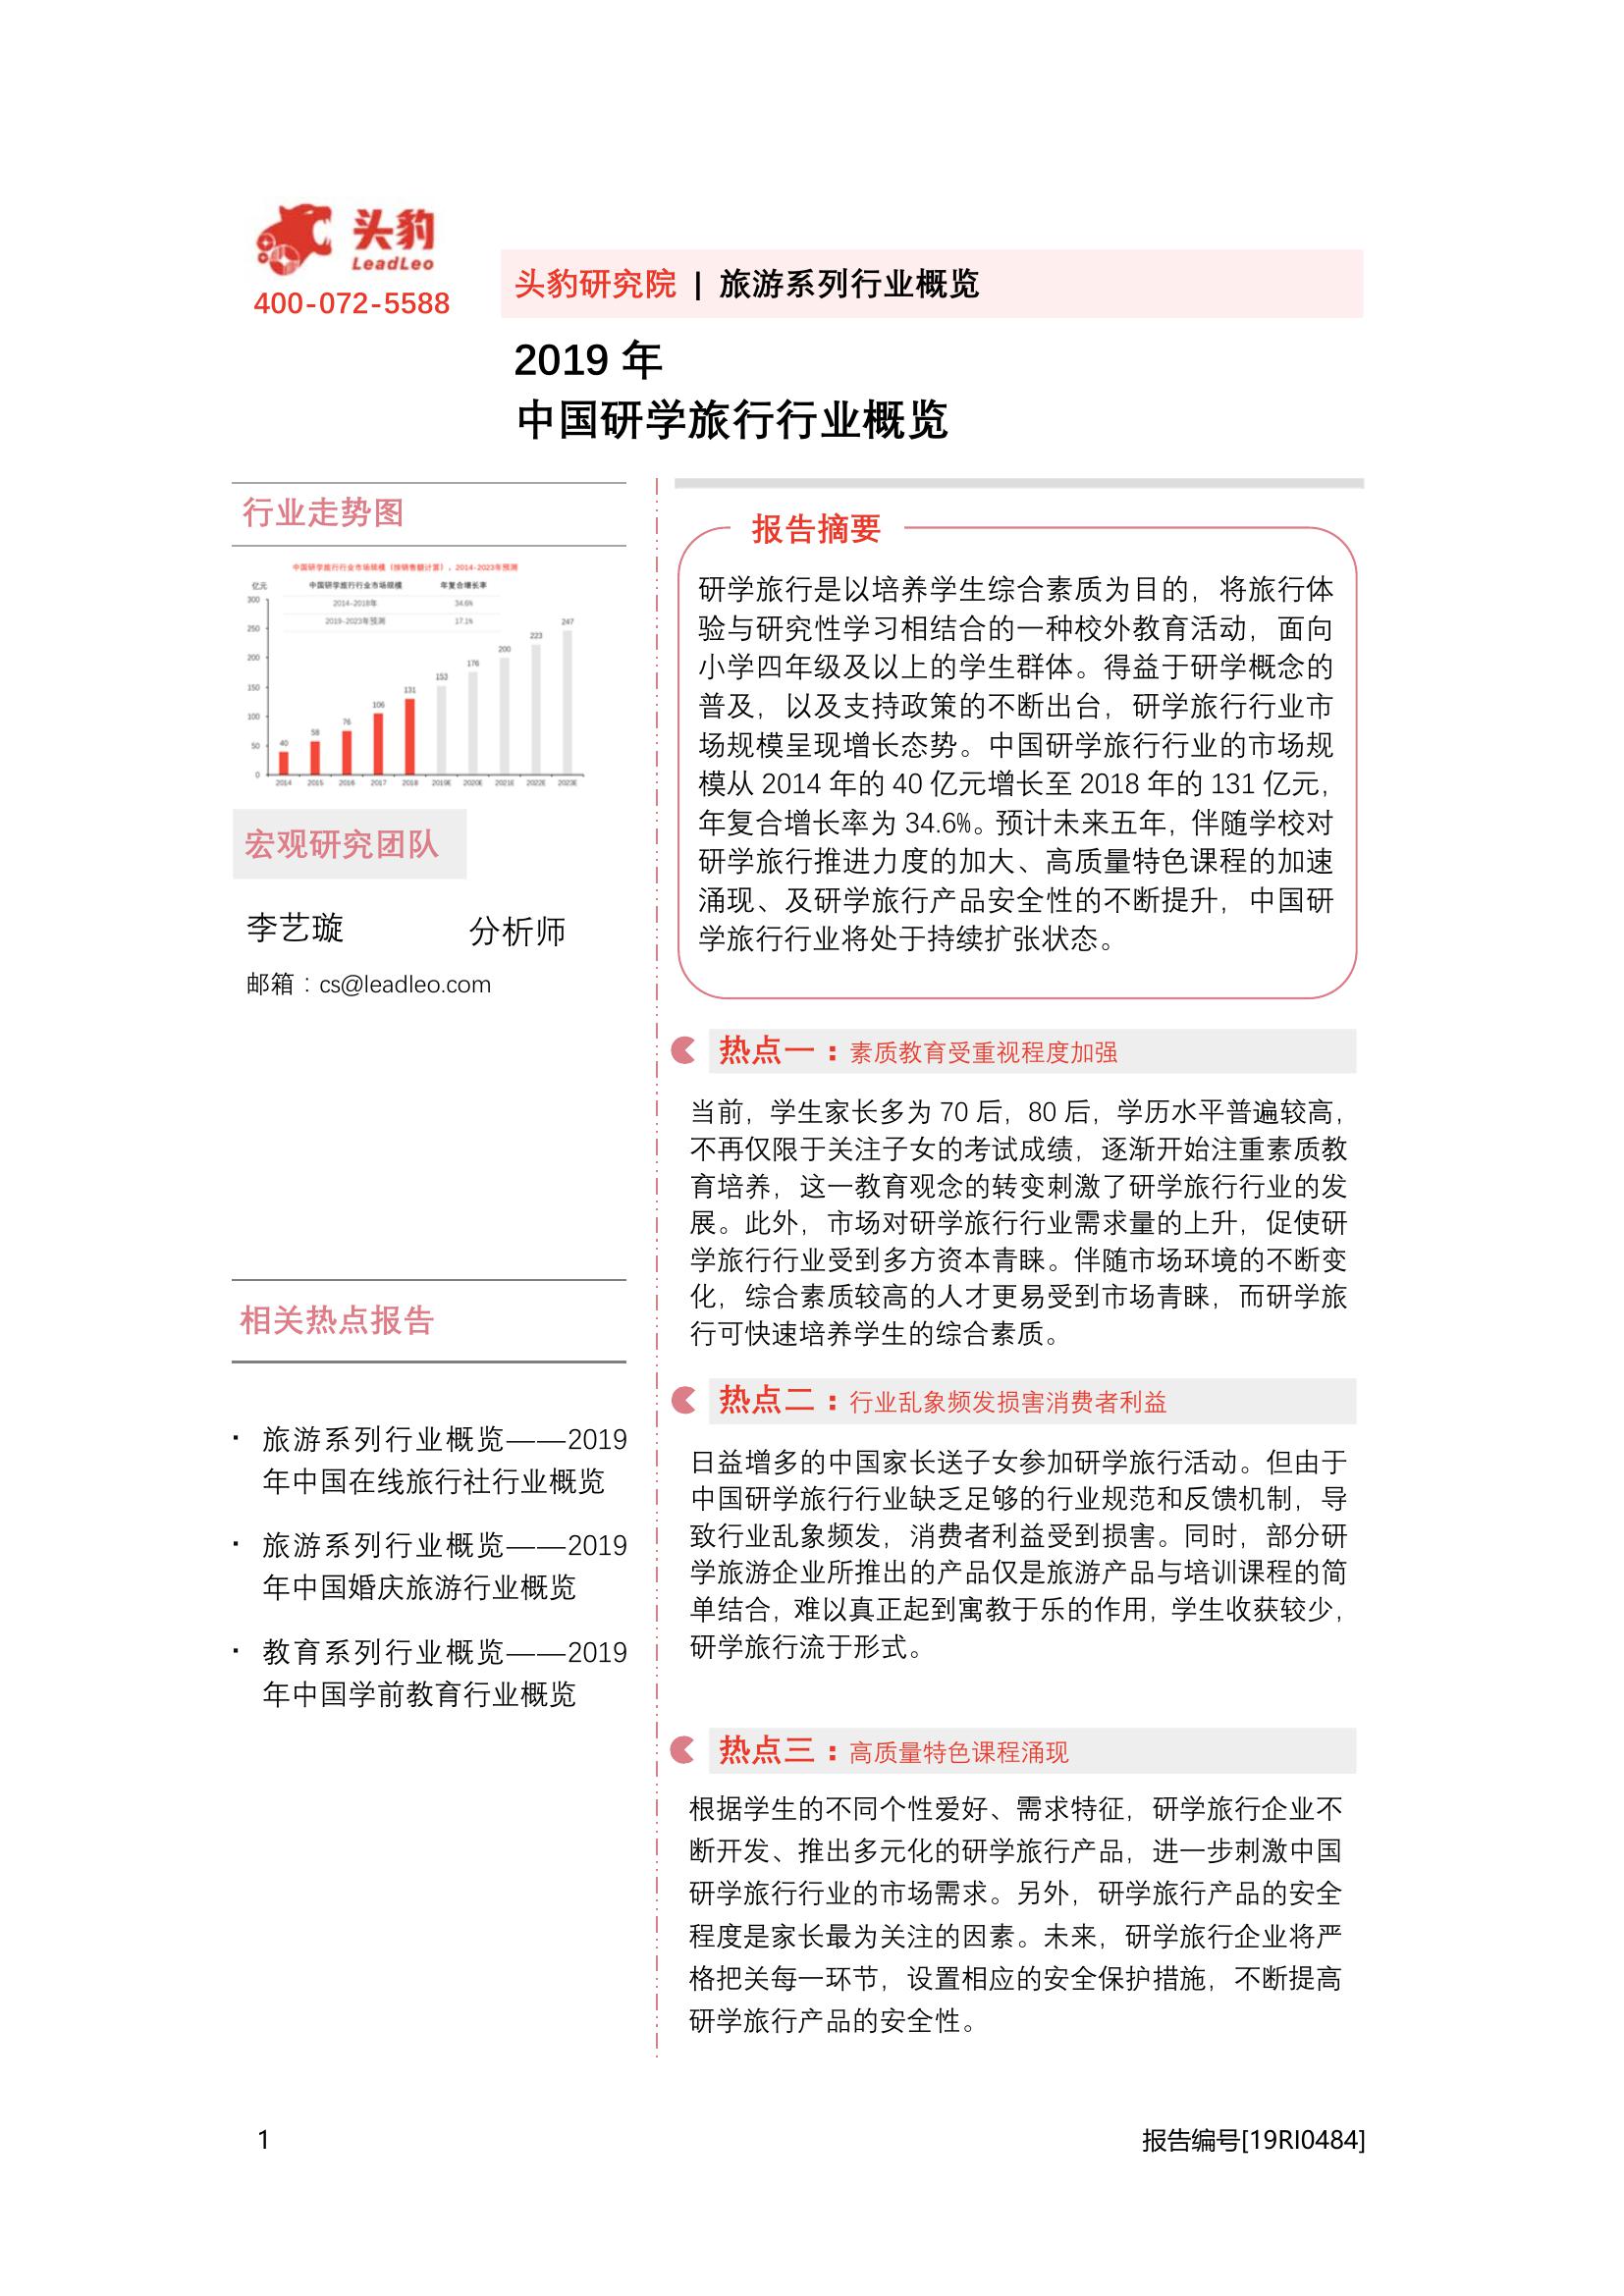 头豹
LeadLeo
400-072-5588
头豹研究院 | 旅游系列行业概览
2019 年
中国研学旅行行业概览
行业走势图
中国研学旅行行业市场规模（按销售额计算），2014-2023年预测
亿元
中国研学旅行行业市场规模 年复合增长率
2014-2018年 34.6%
2019-2023年预测 17.1%
300
250
200
150
100
50
0
40 58 76 106 131 153 176 200 223 247
2014 2015 2016 2017 2018 2019E 2020E 2021E 2022E 2023E
宏观研究团队
李艺璇 分析师
邮箱：cs@leadleo.com
相关热点报告
· 旅游系列行业概览——2019
年中国在线旅行社行业概览
· 旅游系列行业概览——2019
年中国婚庆旅游行业概览
· 教育系列行业概览——2019
年中国学前教育行业概览
报告摘要
研学旅行是以培养学生综合素质为目的，将旅行体
验与研究性学习相结合的一种校外教育活动，面向
小学四年级及以上的学生群体。得益于研学概念的
普及，以及支持政策的不断出台，研学旅行行业市
场规模呈现增长态势。中国研学旅行行业的市场规
模从 2014 年的 40 亿元增长至 2018 年的 131 亿元，
年复合增长率为 34.6%。预计未来五年，伴随学校对
研学旅行推进力度的加大、高质量特色课程的加速
涌现、及研学旅行产品安全性的不断提升，中国研
学旅行行业将处于持续扩张状态。
热点一：素质教育受重视程度加强
当前，学生家长多为 70 后，80 后，学历水平普遍较高，
不再仅限于关注子女的考试成绩，逐渐开始注重素质教
育培养，这一教育观念的转变刺激了研学旅行行业的发
展。此外，市场对研学旅行行业需求量的上升，促使研
学旅行行业受到多方资本青睐。伴随市场环境的不断变
化，综合素质较高的人才更易受到市场青睐，而研学旅
行可快速培养学生的综合素质。
热点二：行业乱象频发损害消费者利益
日益增多的中国家长送子女参加研学旅行活动。但由于
中国研学旅行行业缺乏足够的行业规范和反馈机制，导
致行业乱象频发，消费者利益受到损害。同时，部分研
学旅游企业所推出的产品仅是旅游产品与培训课程的简
单结合，难以真正起到寓教于乐的作用，学生收获较少，
研学旅行流于形式。
热点三：高质量特色课程涌现
根据学生的不同个性爱好、需求特征，研学旅行企业不
断开发、推出多元化的研学旅行产品，进一步刺激中国
研学旅行行业的市场需求。另外，研学旅行产品的安全
程度是家长最为关注的因素。未来，研学旅行企业将严
格把关每一环节，设置相应的安全保护措施，不断提高
研学旅行产品的安全性。
1
报告编号[19RI0484]